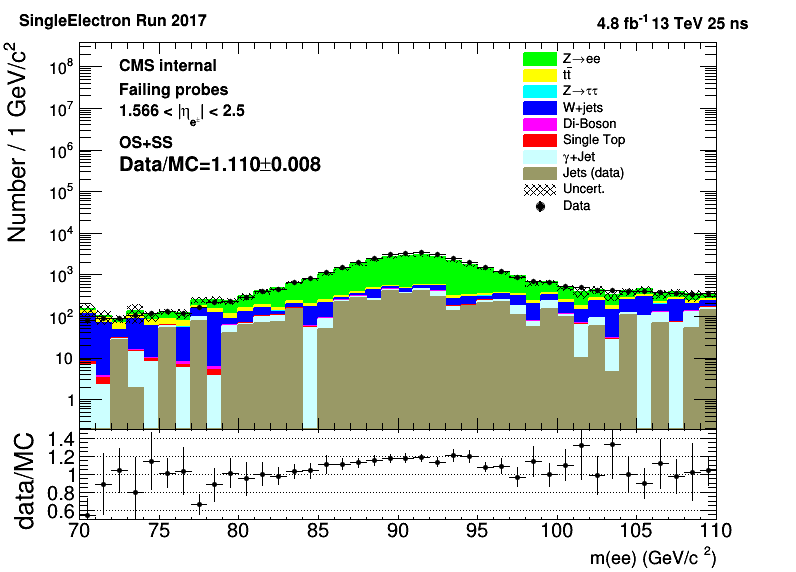 SingleElectron Run 2017
4.8 fb⁻¹ 13 TeV 25 ns
Number / 1 GeV/c²
10⁸
10⁷
10⁶
10⁵
10⁴
10³
10²
10
1
CMS internal
Failing probes
1.566 < |η_e±| < 2.5
OS+SS
Data/MC=1.110±0.008
Z→ee
tt̄
Z→ττ
W+jets
Di-Boson
Single Top
γ+Jet
Jets (data)
Uncert.
Data
data/MC
1.4
1.2
1
0.8
0.6
70 75 80 85 90 95 100 105 110
m(ee) (GeV/c ²)